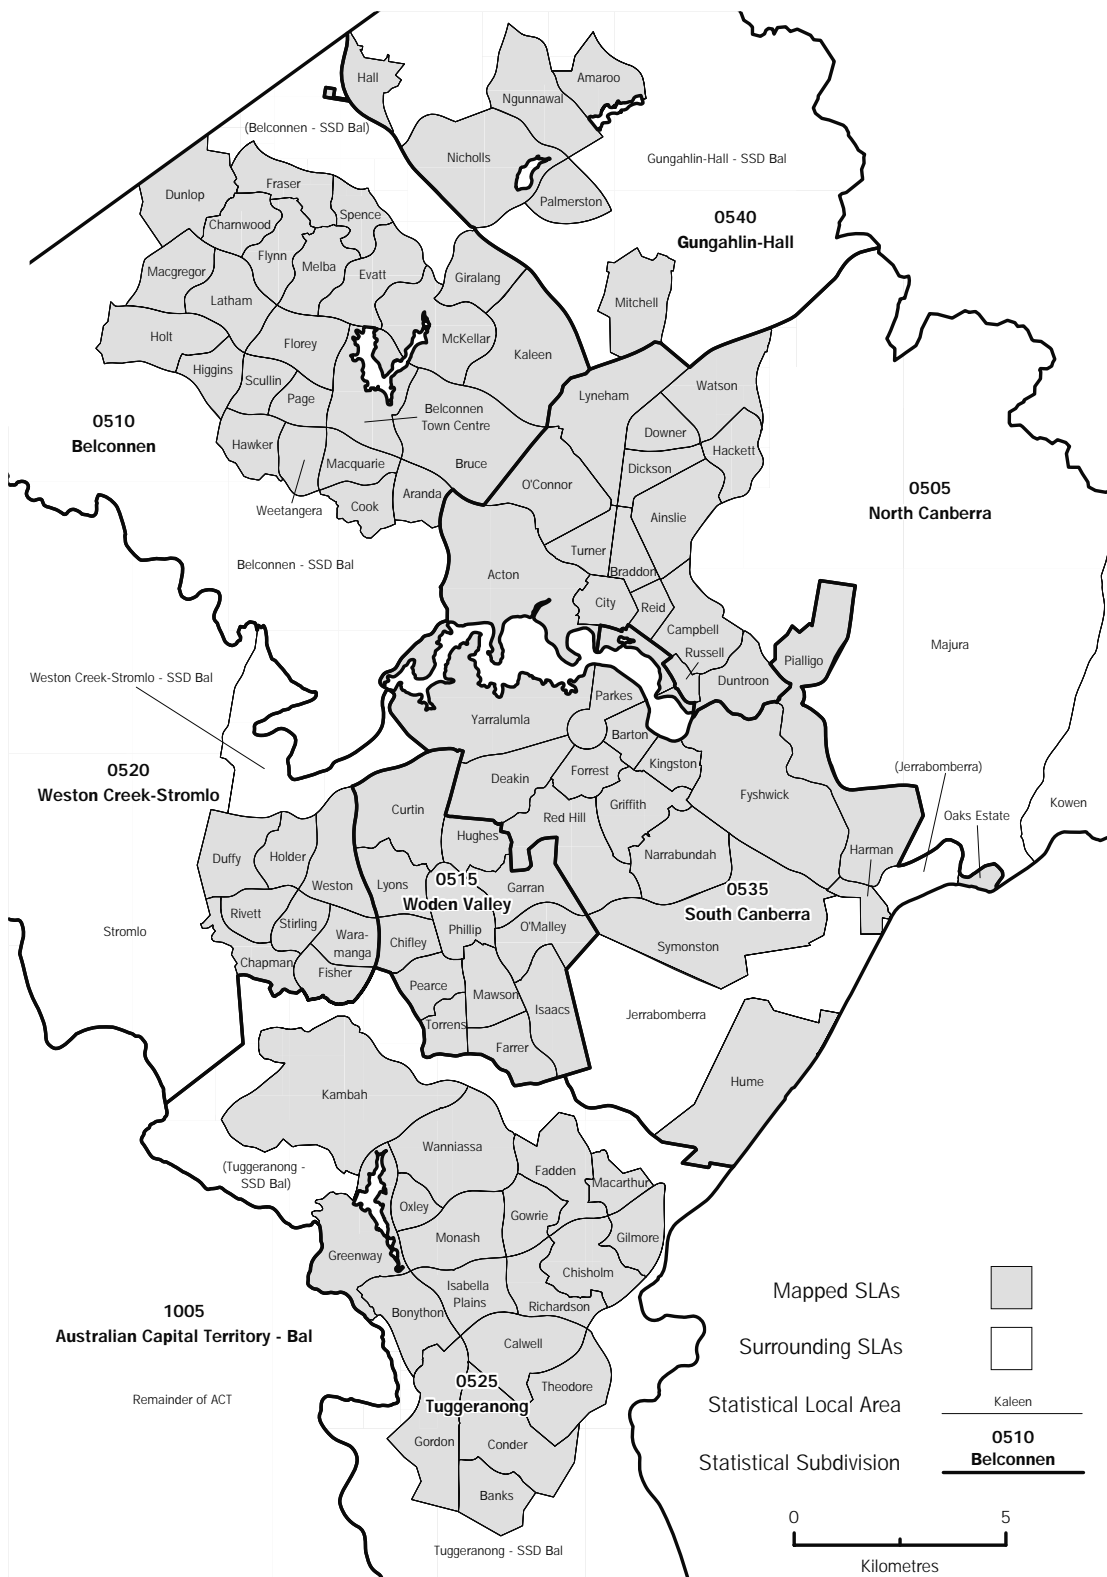 Hall
Amaroo
Ngunnawal
(Belconnen - SSD Bal)
Nicholls
Gungahlin-Hall - SSD Bal
Fraser
Dunlop
Palmerston
Spence
0540
Gungahlin-Hall
Charnwood
Flynn
Melba
Evatt
Macgregor
Giralang
Latham
Mitchell
Holt
Florey
McKellar
Kaleen
Higgins
Scullin
Page
Lyneham
Watson
0510
Belconnen
Belconnen
Town Centre
Downer
Hawker
Hackett
Macquarie
Bruce
Dickson
O'Connor
0505
North Canberra
Aranda
Cook
Weetangera
Ainslie
Turner
Belconnen - SSD Bal
Acton
Braddon
City
Reid
Campbell
Majura
Russell
Pialligo
Weston Creek-Stromlo - SSD Bal
Duntroon
Parkes
Yarralumla
Barton
0520
Weston Creek-Stromlo
Deakin
Forrest
Kingston
(Jerrabomberra)
Fyshwick
Kowen
Curtin
Griffith
Oaks Estate
Red Hill
Hughes
Duffy
Holder
Narrabundah
Harman
0515
Woden Valley
Lyons
Weston
Garran
0535
South Canberra
Rivett
Stirling
Stromlo
Wara-
manga
Chifley
Phillip
O'Malley
Symonston
Chapman
Fisher
Pearce
Mawson
Isaacs
Jerrabomberra
Torrens
Farrer
Hume
Kambah
Wanniassa
(Tuggeranong -
SSD Bal)
Fadden
Macarthur
Oxley
Gowrie
Monash
Gilmore
Greenway
Chisholm
Isabella
Plains
Bonython
Richardson
1005
Australian Capital Territory - Bal
Calwell
0525
Tuggeranong
Theodore
Remainder of ACT
Gordon
Conder
Banks
Tuggeranong - SSD Bal
Mapped SLAs
Surrounding SLAs
Statistical Local Area
Kaleen
Statistical Subdivision
0510
Belconnen
0 5
Kilometres